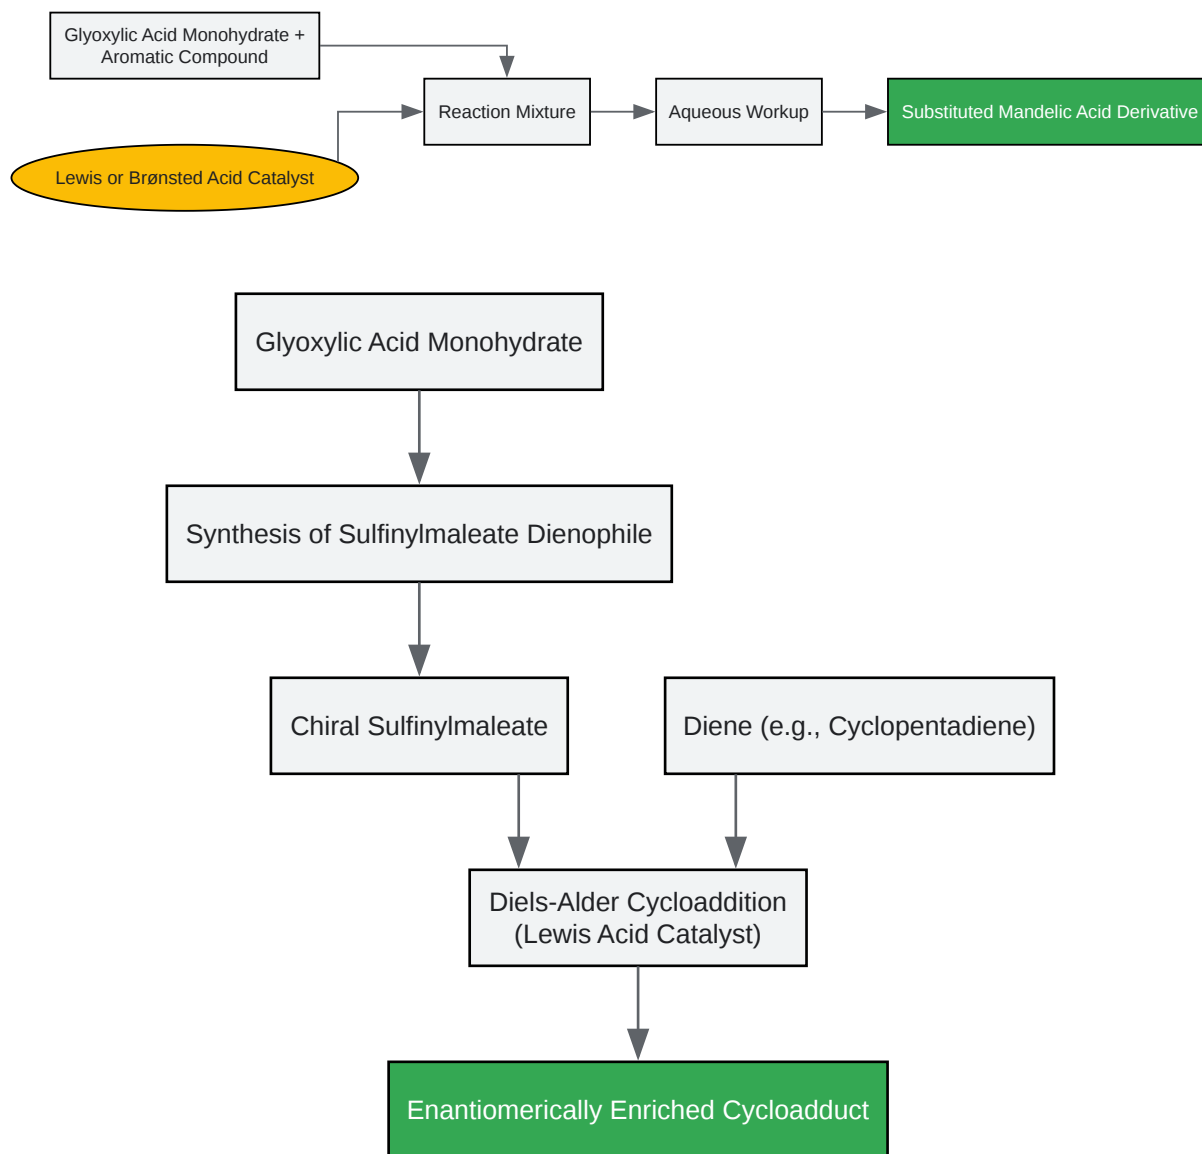 Glyoxylic Acid Monohydrate +
Aromatic Compound
Reaction Mixture
Aqueous Workup
Substituted Mandelic Acid Derivative
Lewis or Brønsted Acid Catalyst
Glyoxylic Acid Monohydrate
Synthesis of Sulfinylmaleate Dienophile
Chiral Sulfinylmaleate
Diene (e.g., Cyclopentadiene)
Diels-Alder Cycloaddition
(Lewis Acid Catalyst)
Enantiomerically Enriched Cycloadduct